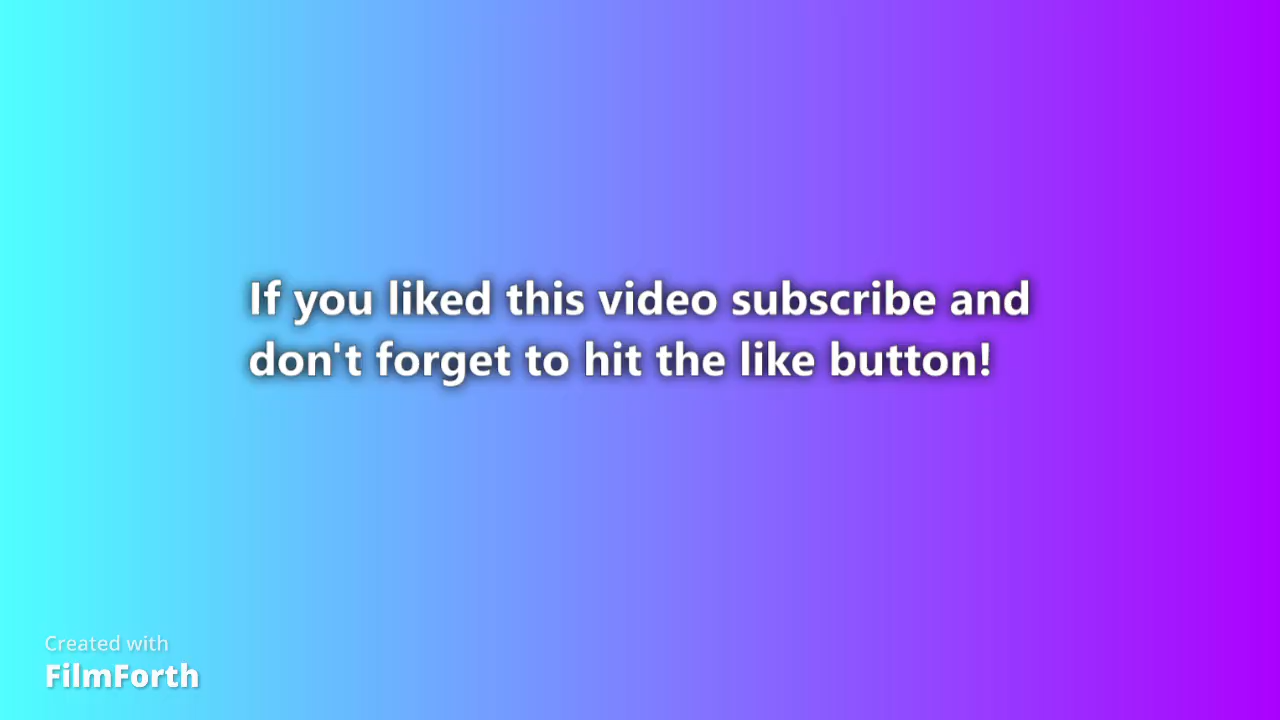 If you liked this video subscribe and
don't forget to hit the like button!
Created with
FilmForth